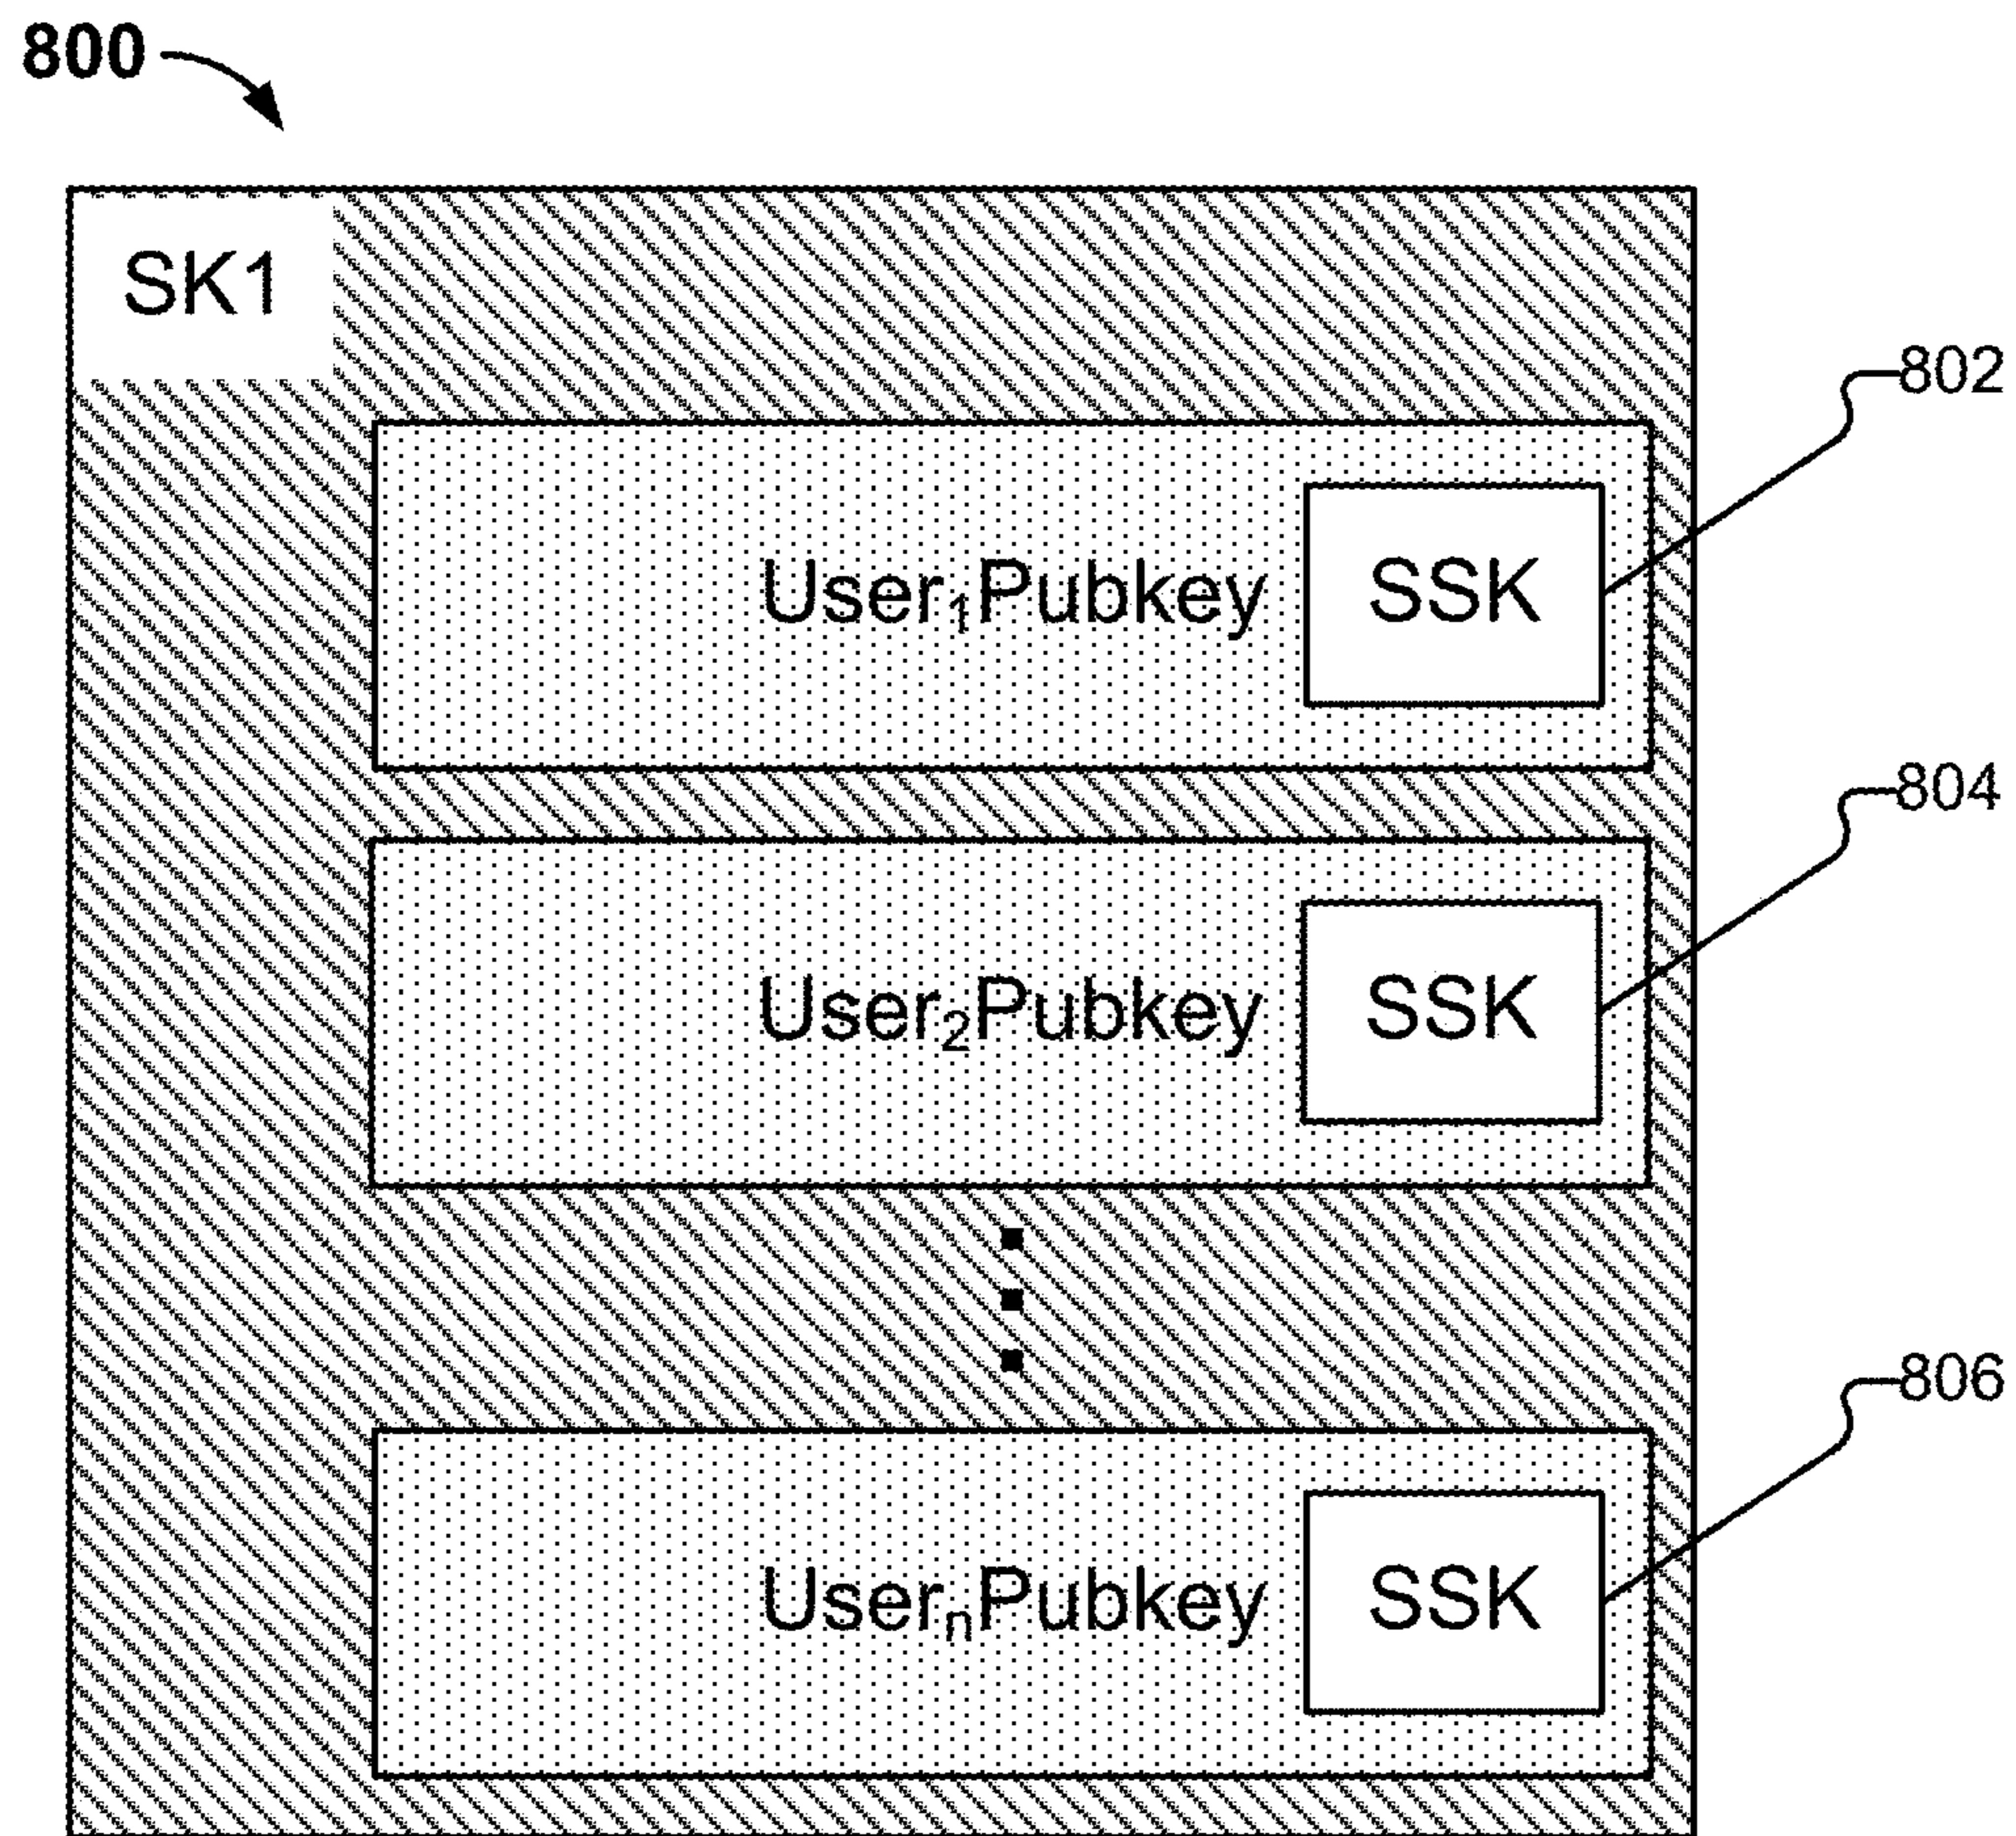 800
SK1
802
User₁Pubkey SSK
804
User₂Pubkey SSK
806
UserₙPubkey SSK